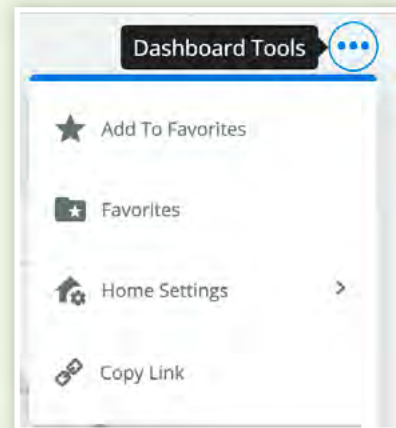 Dashboard Tools
Add To Favorites
Favorites
Home Settings
Copy Link